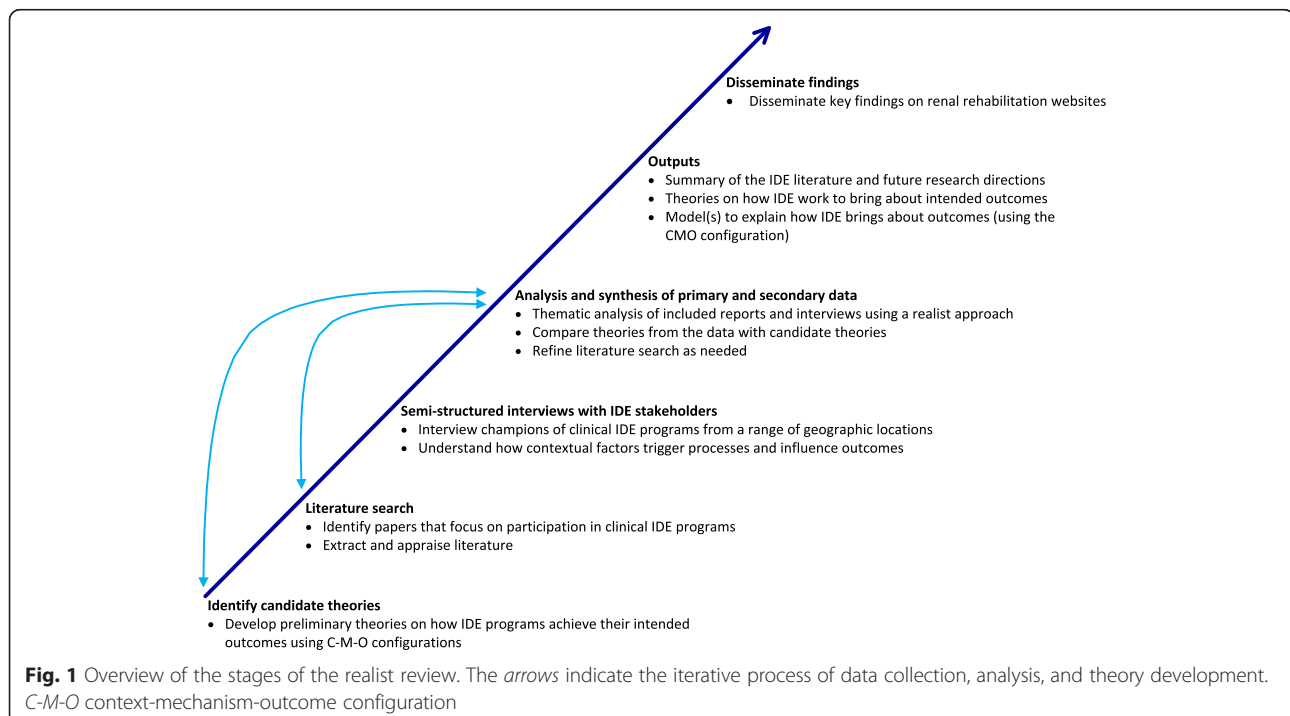 Disseminate findings
• Disseminate key findings on renal rehabilitation websites
Outputs
• Summary of the IDE literature and future research directions
• Theories on how IDE work to bring about intended outcomes
• Model(s) to explain how IDE brings about outcomes (using the
CMO configuration)
Analysis and synthesis of primary and secondary data
• Thematic analysis of included reports and interviews using a realist approach
• Compare theories from the data with candidate theories
• Refine literature search as needed
Semi-structured interviews with IDE stakeholders
• Interview champions of clinical IDE programs from a range of geographic locations
• Understand how contextual factors trigger processes and influence outcomes
Literature search
• Identify papers that focus on participation in clinical IDE programs
• Extract and appraise literature
Identify candidate theories
• Develop preliminary theories on how IDE programs achieve their intended
outcomes using C-M-O configurations
Fig. 1 Overview of the stages of the realist review. The arrows indicate the iterative process of data collection, analysis, and theory development.
C-M-O context-mechanism-outcome configuration